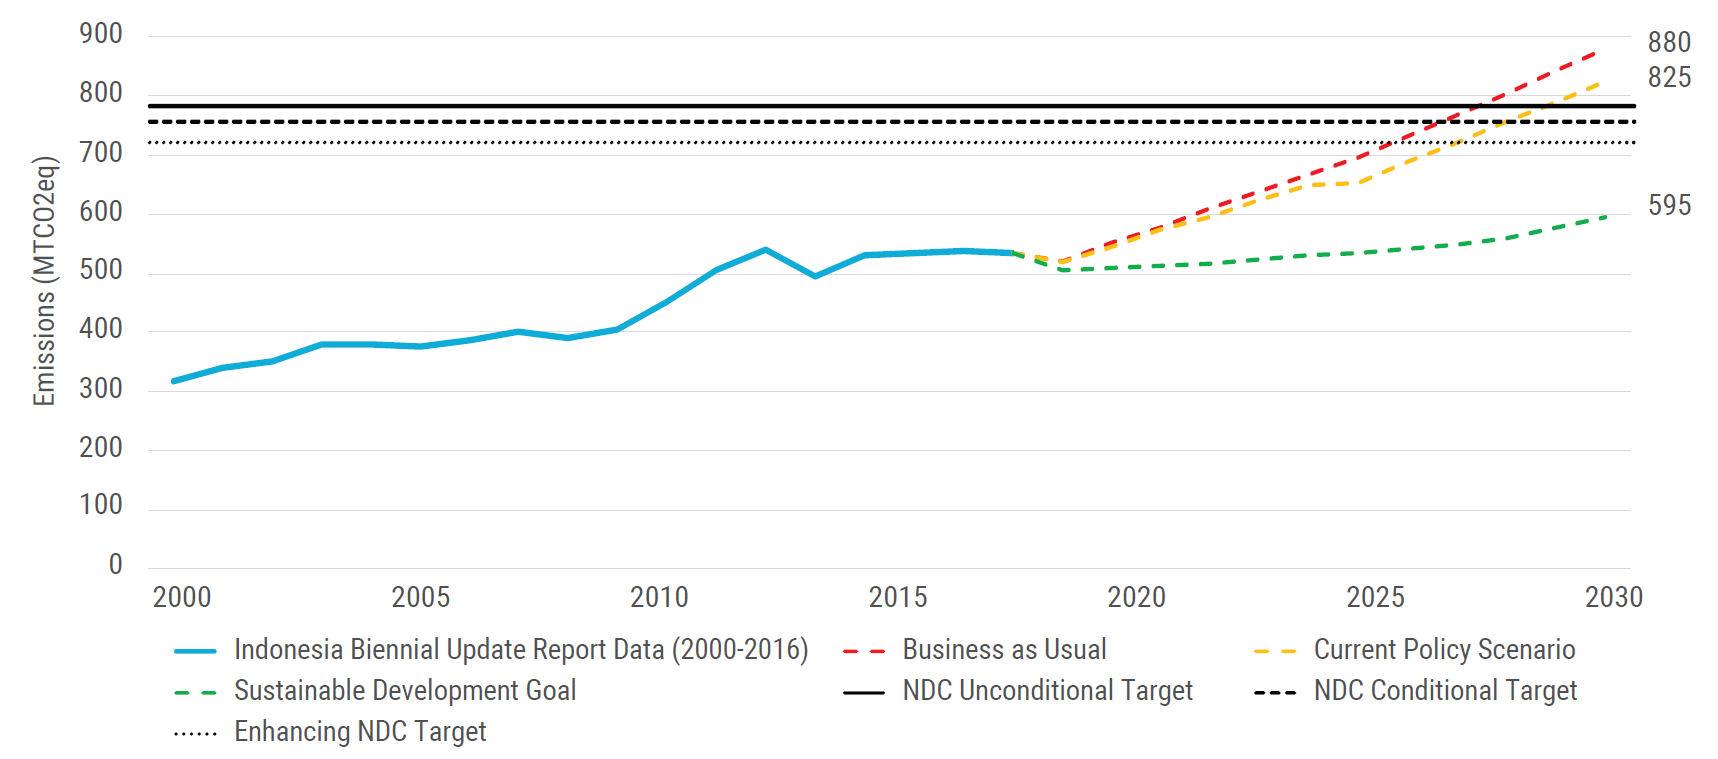 900
800
700
600
500
400
300
200
100
0
Emissions (MTCO2eq)
880
825
595
2000 2005 2010 2015 2020 2025 2030
Indonesia Biennial Update Report Data (2000-2016) Business as Usual Current Policy Scenario
Sustainable Development Goal NDC Unconditional Target NDC Conditional Target
Enhancing NDC Target